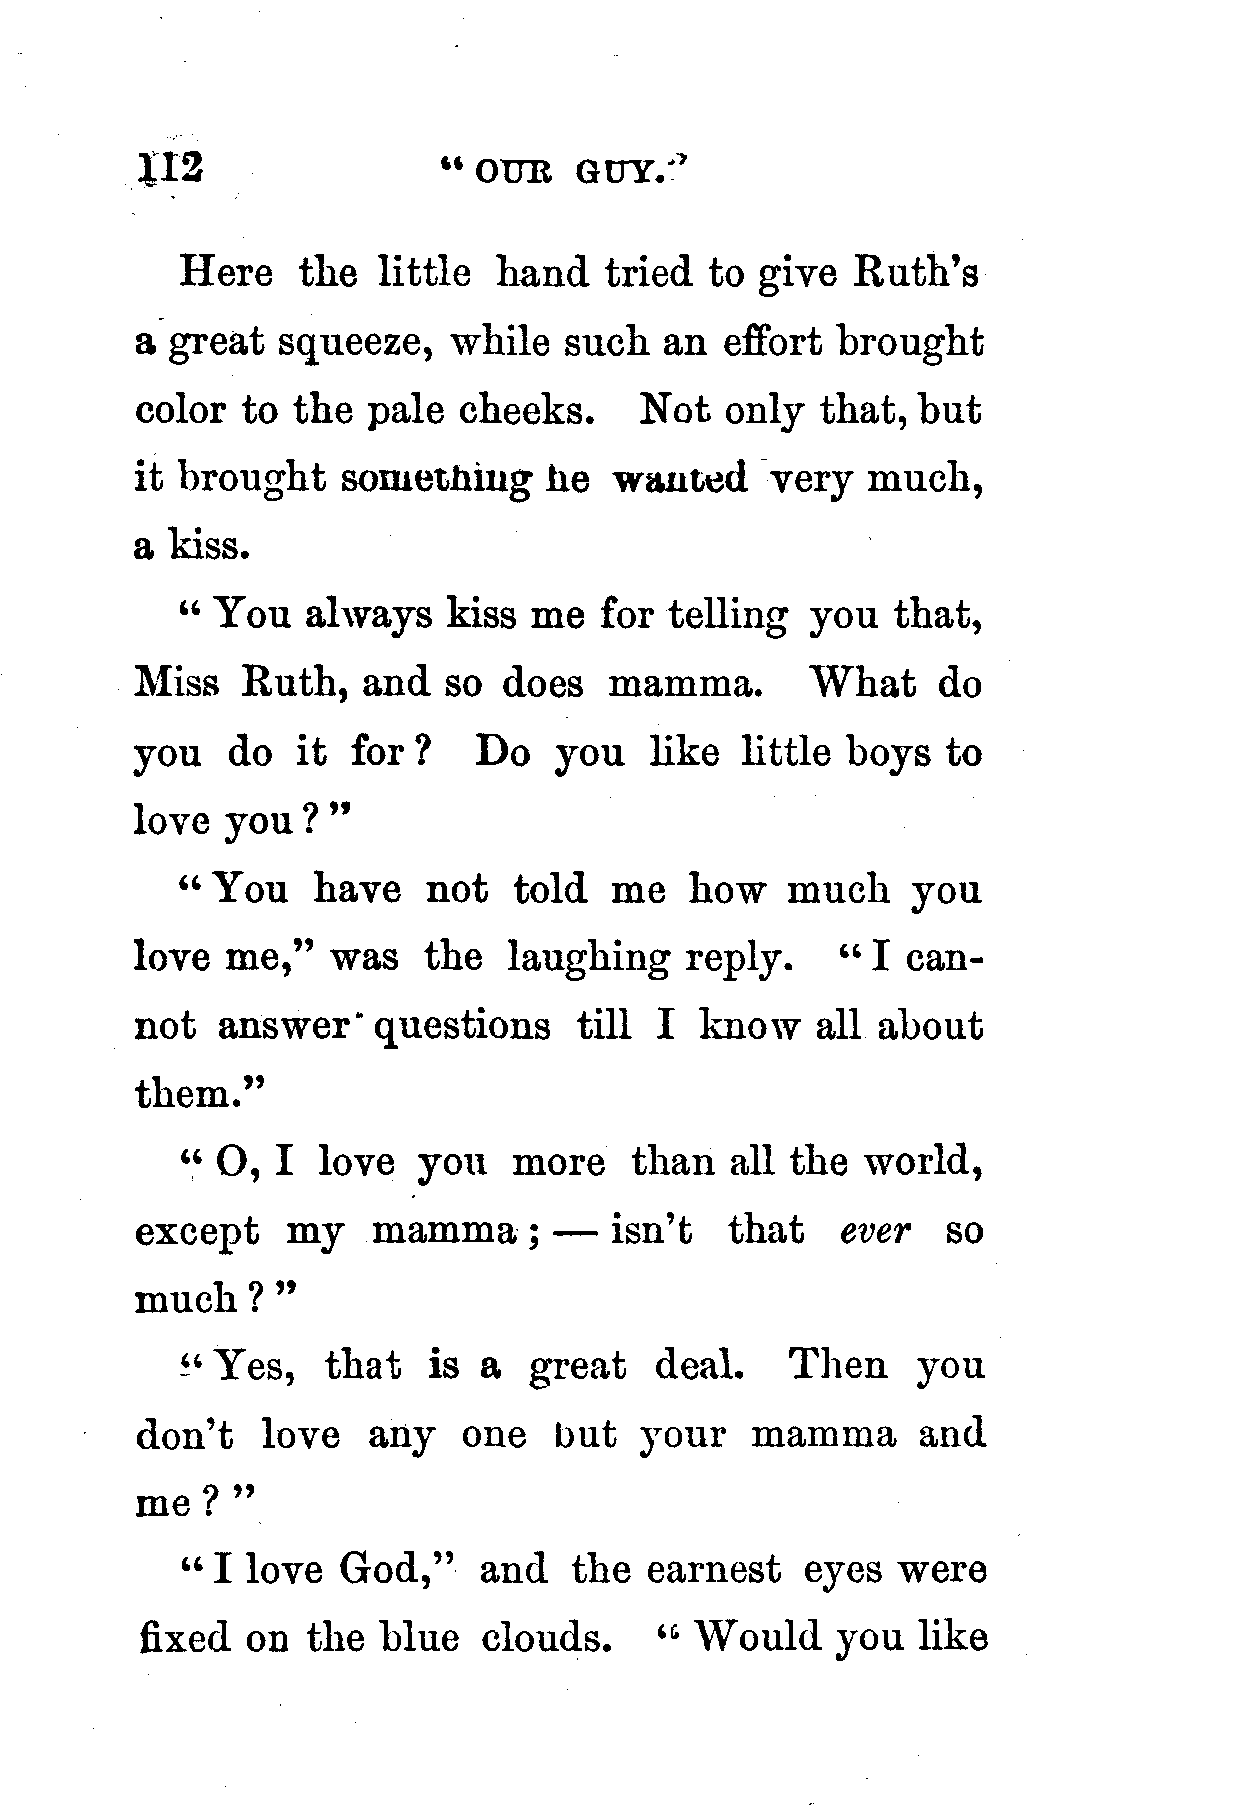 112 “ OUR GUY.”
Here the little hand tried to give Ruth’s
a great squeeze, while such an effort brought
color to the pale cheeks. Not only that, but
it brought something he wanted very much,
a kiss.
“ You always kiss me for telling you that,
Miss Ruth, and so does mamma. What do
you do it for ? Do you like little boys to
love you ? ”
“ You have not told me how much you
love me,” was the laughing reply. “ I can-
not answer questions till I know all about
them.”
“ O, I love you more than all the world,
except my mamma ; — isn’t that ever so
much ? ”
“ Yes, that is a great deal. Then you
don’t love any one but your mamma and
me ? ”
“ I love God,” and the earnest eyes were
fixed on the blue clouds. “ Would you like